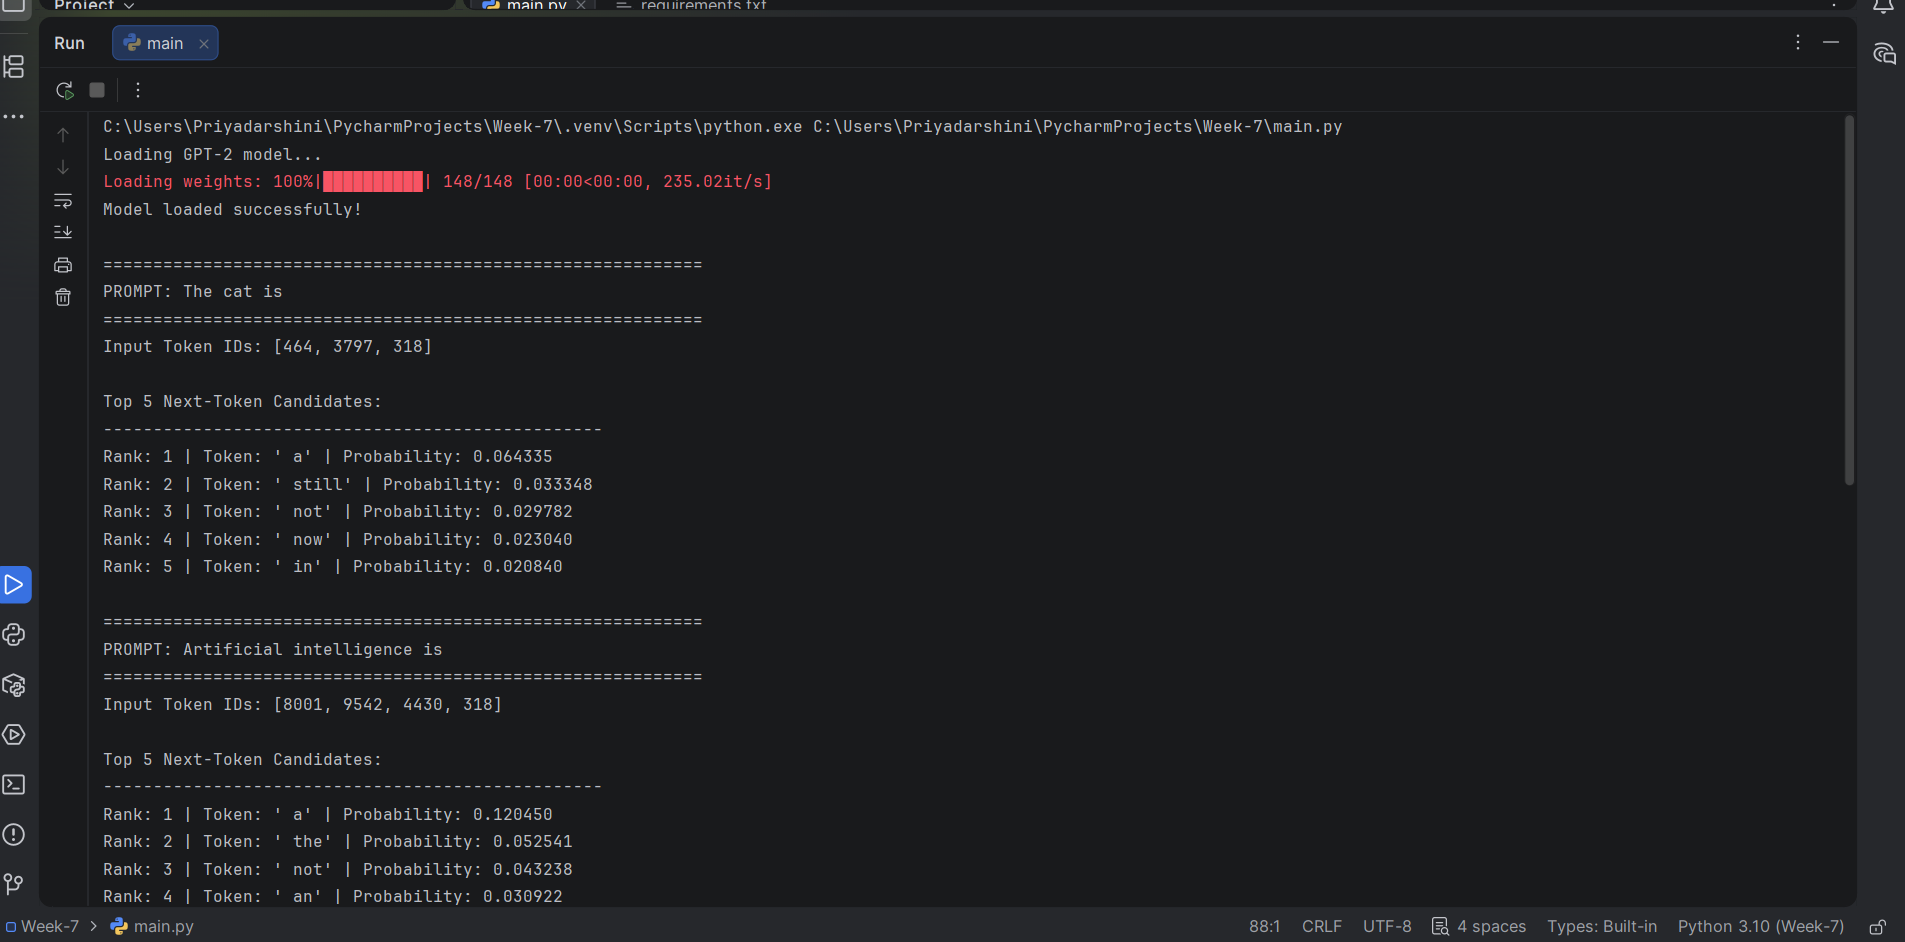 Project
main.py
requirements.txt
Run
main
C:\Users\Priyadarshini\PycharmProjects\Week-7\.venv\Scripts\python.exe C:\Users\Priyadarshini\PycharmProjects\Week-7\main.py
Loading GPT-2 model...
Loading weights: 100%|██████████| 148/148 [00:00<00:00, 235.02it/s]
Model loaded successfully!
============================================================
PROMPT: The cat is
============================================================
Input Token IDs: [464, 3797, 318]
Top 5 Next-Token Candidates:
--------------------------------------------------
Rank: 1 | Token: ' a' | Probability: 0.064335
Rank: 2 | Token: ' still' | Probability: 0.033348
Rank: 3 | Token: ' not' | Probability: 0.029782
Rank: 4 | Token: ' now' | Probability: 0.023040
Rank: 5 | Token: ' in' | Probability: 0.020840
============================================================
PROMPT: Artificial intelligence is
============================================================
Input Token IDs: [8001, 9542, 4430, 318]
Top 5 Next-Token Candidates:
--------------------------------------------------
Rank: 1 | Token: ' a' | Probability: 0.120450
Rank: 2 | Token: ' the' | Probability: 0.052541
Rank: 3 | Token: ' not' | Probability: 0.043238
Rank: 4 | Token: ' an' | Probability: 0.030922
Week-7 > main.py
88:1 CRLF UTF-8 4 spaces Types: Built-in Python 3.10 (Week-7)